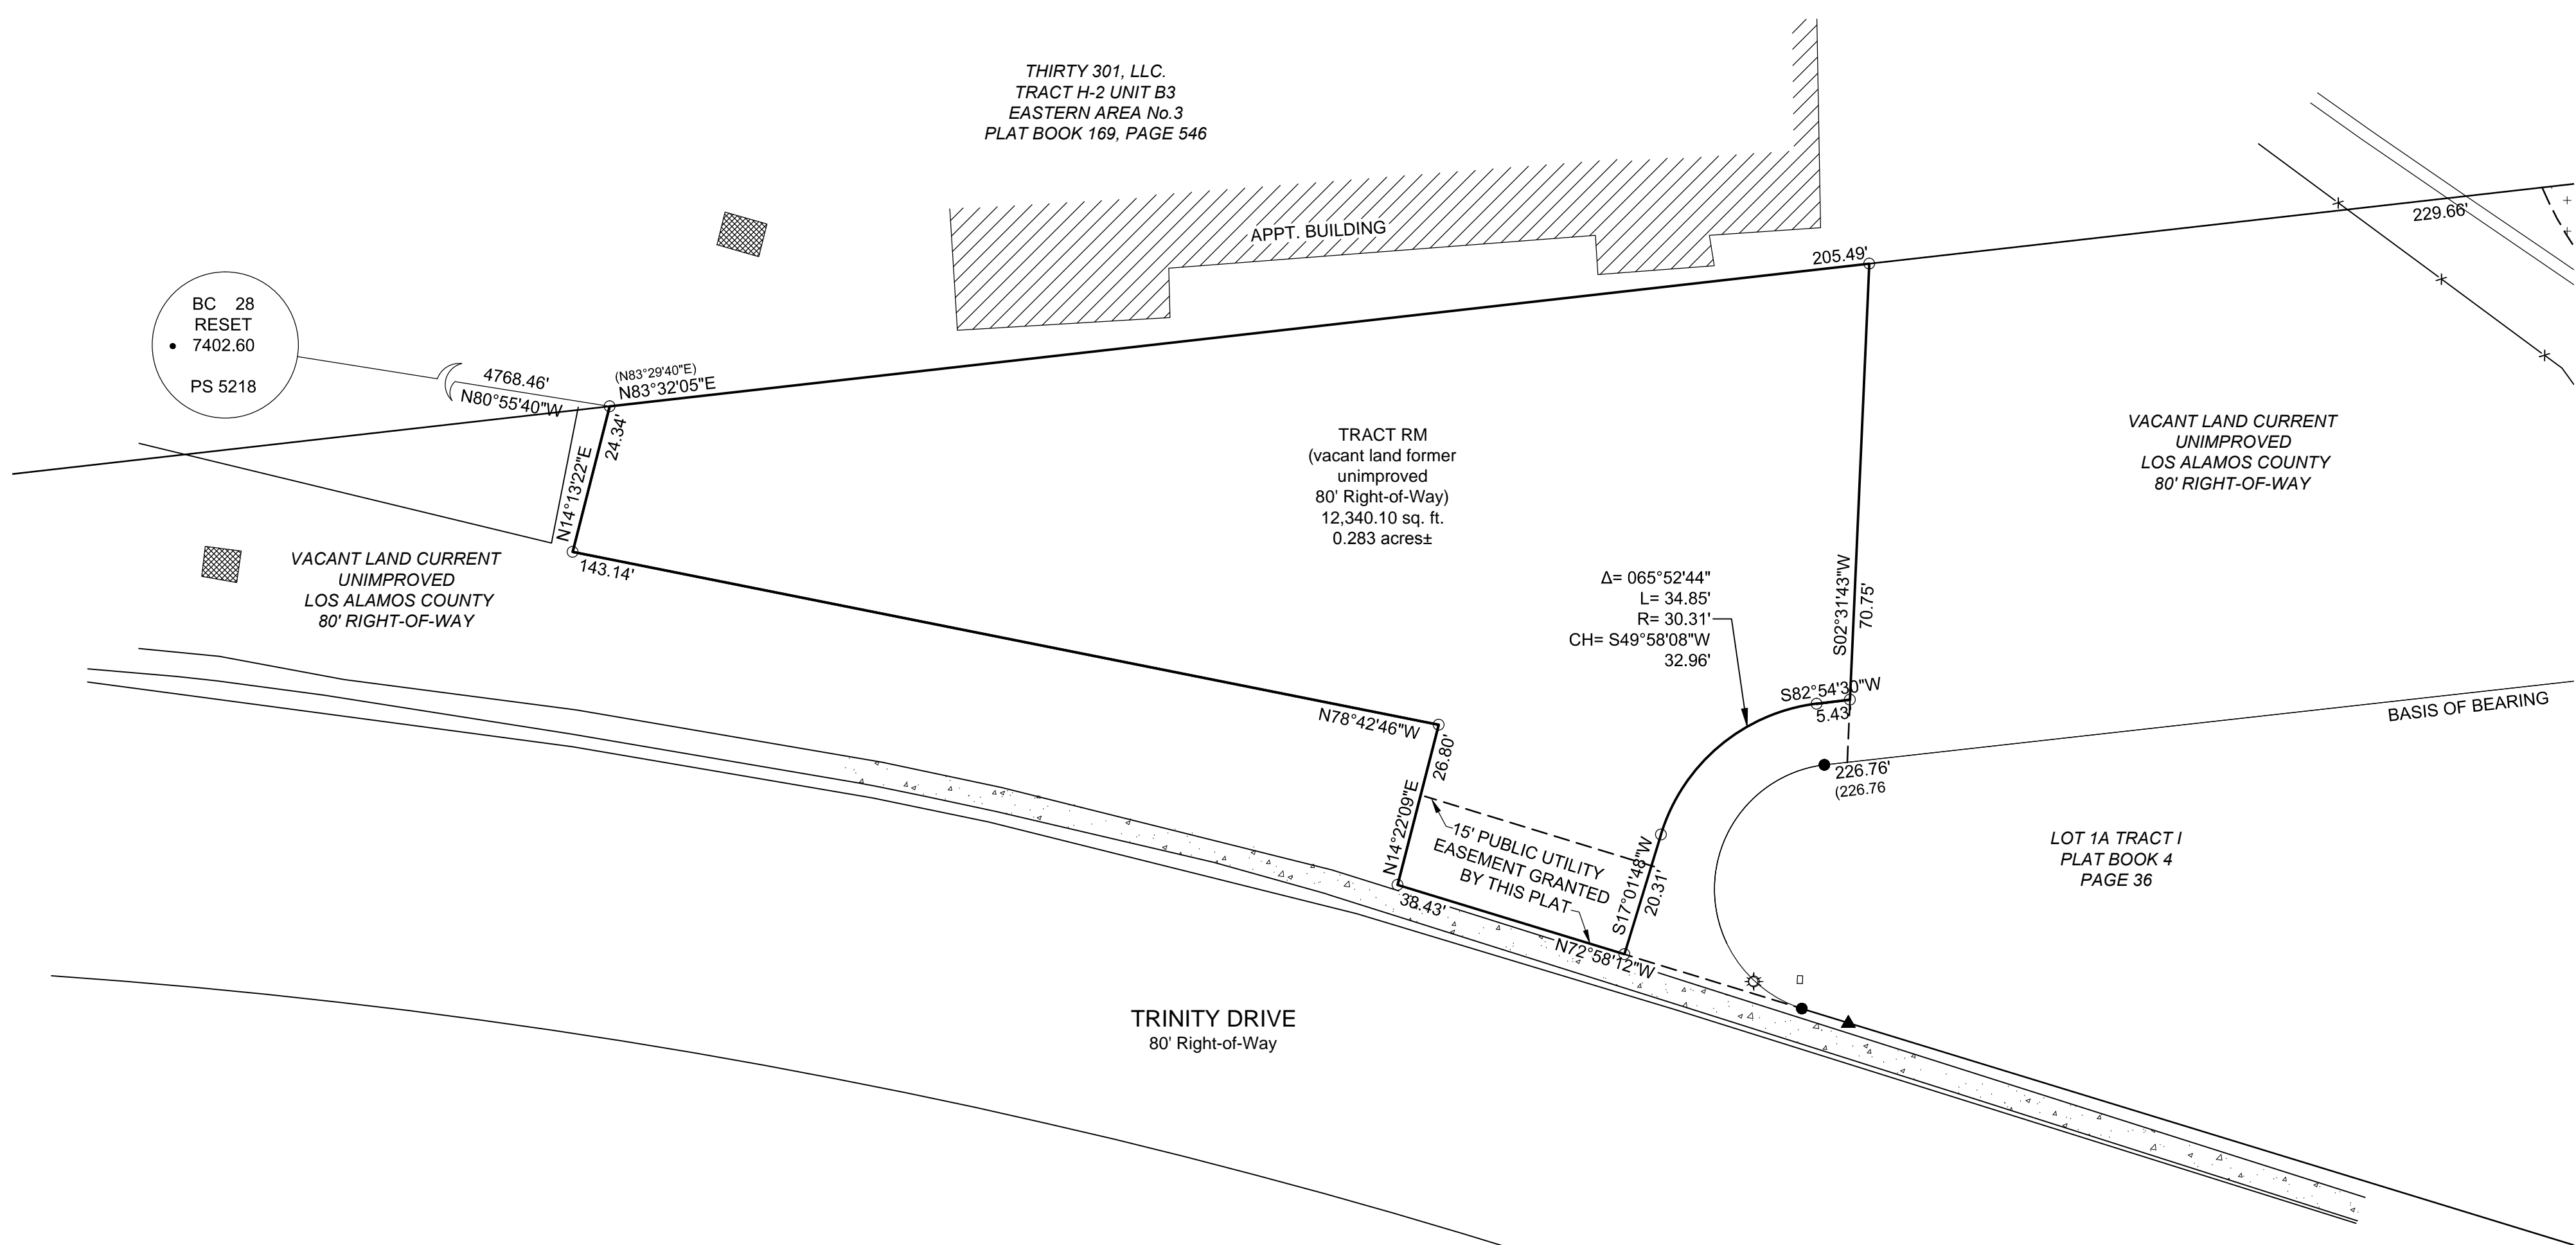 THIRTY 301, LLC.
TRACT H-2 UNIT B3
EASTERN AREA No.3
PLAT BOOK 169, PAGE 546
APPT. BUILDING
205.49'
229.66'
BC 28
RESET
7402.60
PS 5218
4768.46'
N80°55'40"W
(N83°29'40"E)
N83°32'05"E
24.34'
N14°13'22"E
143.14'
VACANT LAND CURRENT
UNIMPROVED
LOS ALAMOS COUNTY
80' RIGHT-OF-WAY
TRACT RM
(vacant land former
unimproved
80' Right-of-Way)
12,340.10 sq. ft.
0.283 acres±
VACANT LAND CURRENT
UNIMPROVED
LOS ALAMOS COUNTY
80' RIGHT-OF-WAY
Δ= 065°52'44"
L= 34.85'
R= 30.31'
CH= S49°58'08"W
32.96'
S02°31'43"W
70.75'
S82°54'30"W
5.43'
BASIS OF BEARING
226.76'
(226.76
N78°42'46"W
26.80'
N14°22'09"E
15' PUBLIC UTILITY
EASEMENT GRANTED
BY THIS PLAT
S17°01'48"W
20.31'
38.43'
N72°58'12"W
LOT 1A TRACT I
PLAT BOOK 4
PAGE 36
TRINITY DRIVE
80' Right-of-Way